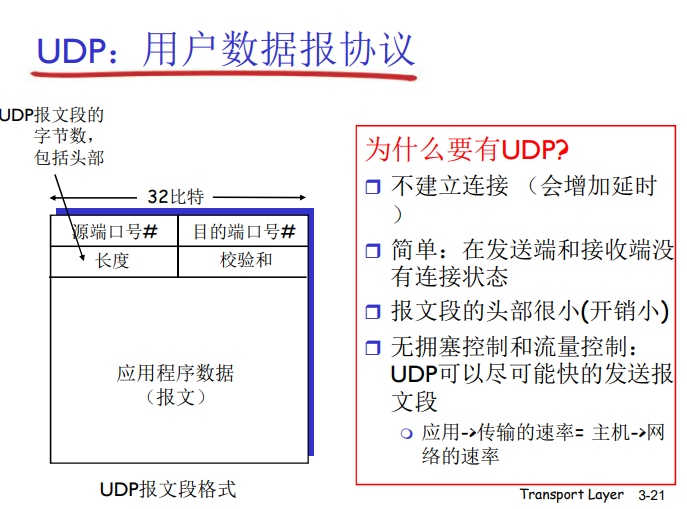 UDP：用户数据报协议
UDP报文段的
字节数，
包括头部
32比特
源端口号#
目的端口号#
长度
校验和
应用程序数据
（报文）
UDP报文段格式
为什么要有UDP?
不建立连接 （会增加延时
）
简单：在发送端和接收端没
有连接状态
报文段的头部很小(开销小)
无拥塞控制和流量控制：
UDP可以尽可能快的发送报
文段
应用->传输的速率= 主机->网
络的速率
Transport Layer 3-21